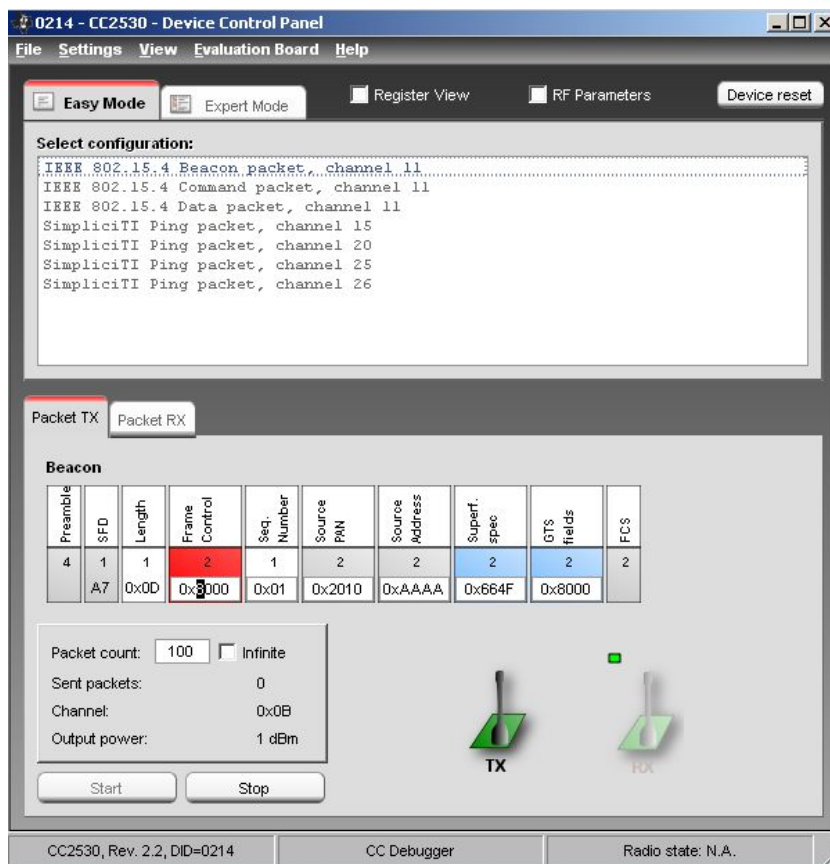 0214 - CC2530 - Device Control Panel
File Settings View Evaluation Board Help
Easy Mode Expert Mode Register View RF Parameters Device reset
Select configuration:
IEEE 802.15.4 Beacon packet, channel 11
IEEE 802.15.4 Command packet, channel 11
IEEE 802.15.4 Data packet, channel 11
SimpliciTI Ping packet, channel 15
SimpliciTI Ping packet, channel 20
SimpliciTI Ping packet, channel 25
SimpliciTI Ping packet, channel 26
Packet TX Packet RX
Beacon
Preamble SFD Length Frame Control Seq. Number Source PAN Source Address Superf. spec GTS fields FCS
4 1 1 2 1 2 2 2 2 2
A7 0x0D 0x8000 0x01 0x2010 0xAAAA 0x664F 0x8000
Packet count: 100 Infinite
Sent packets: 0
Channel: 0x0B
Output power: 1 dBm
TX RX
Start Stop
CC2530, Rev. 2.2, DID=0214 CC Debugger Radio state: N.A.